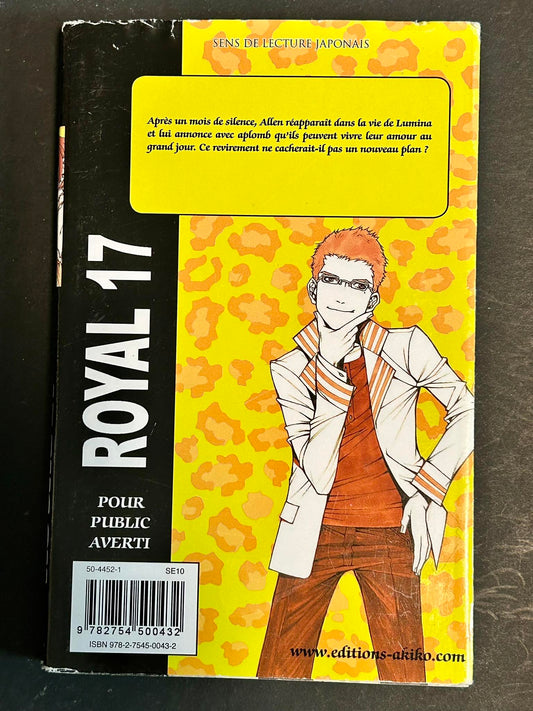 SENS DE LECTURE JAPONAIS
Après un mois de silence, Allen réapparaît dans la vie de Lumina
et lui annonce avec aplomb qu'ils peuvent vivre leur amour au
grand jour. Ce revirement ne cacherait-il pas un nouveau plan ?
ROYAL 17
POUR
PUBLIC
AVERTI
50-4452-1 SE10
9 782754 500432
ISBN 978-2-7545-0043-2
www.editions-akiko.com